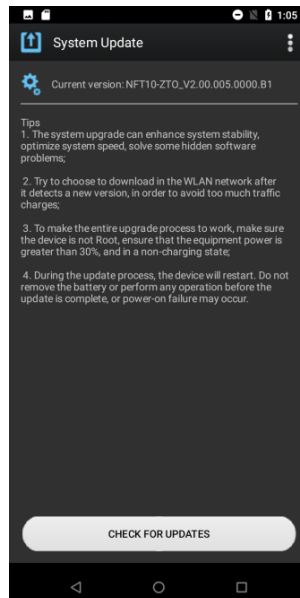 1:05
System Update
Current version: NFT10-ZTO_V2.00.005.0000.B1
Tips
1. The system upgrade can enhance system stability,
optimize system speed, solve some hidden software
problems;
2. Try to choose to download in the WLAN network after
it detects a new version, in order to avoid too much traffic
charges;
3. To make the entire upgrade process to work, make sure
the device is not Root, ensure that the equipment power is
greater than 30%, and in a non-charging state;
4. During the update process, the device will restart. Do not
remove the battery or perform any operation before the
update is complete, or power-on failure may occur.
CHECK FOR UPDATES